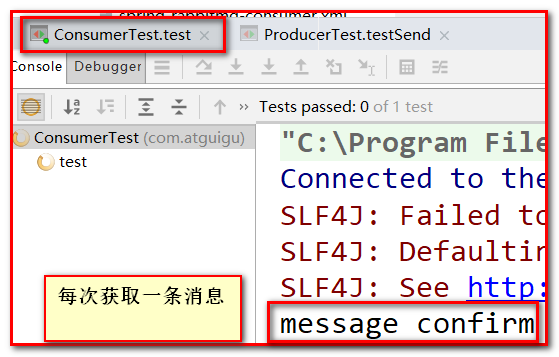 spring-rabbitmq-consumer.xml
ConsumerTest.test × ProducerTest.testSend ×
Console Debugger
Tests passed: 0 of 1 test
ConsumerTest (com.atguigu)
test
"C:\Program File
Connected to the
SLF4J: Failed to
SLF4J: Defaultin
SLF4J: See http:
message confirm
每次获取一条消息